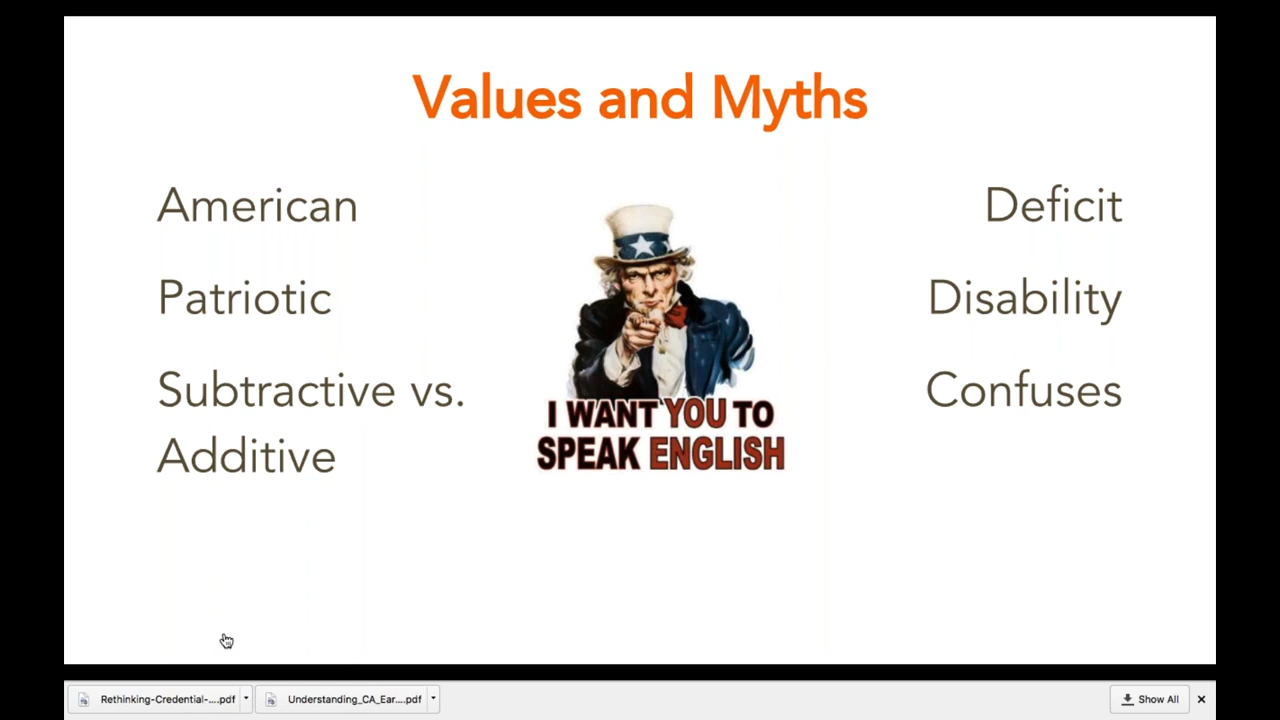 Values and Myths
American
Patriotic
Subtractive vs.
Additive
I WANT YOU TO
SPEAK ENGLISH
Deficit
Disability
Confuses
Rethinking-Credential-....pdf
Understanding_CA_Ear....pdf
Show All